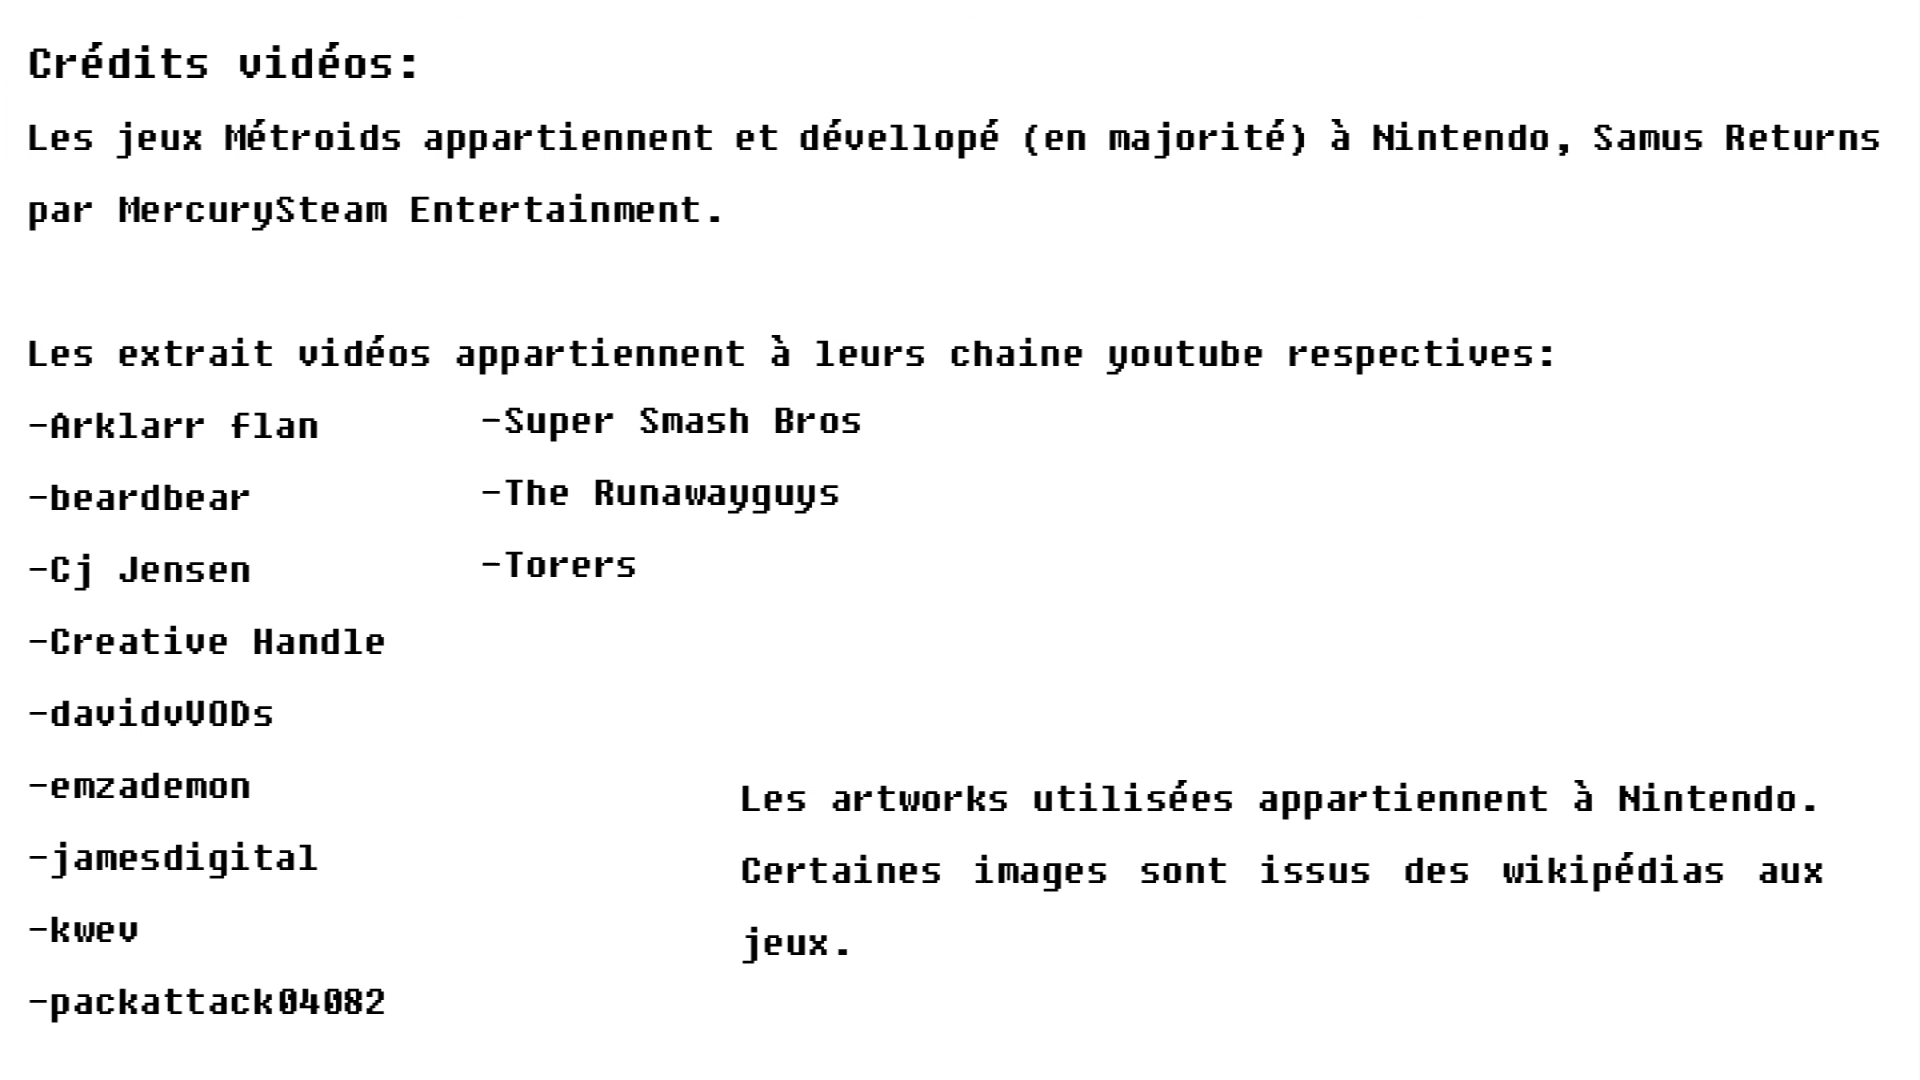 Crédits vidéos:
Les jeux Métroids appartiennent et dévellopé (en majorité) à Nintendo, Samus Returns
par MercurySteam Entertainment.
Les extrait vidéos appartiennent à leurs chaine youtube respectives:
-Arklarr flan
-beardbear
-Cj Jensen
-Creative Handle
-davidvVODs
-emzademon
-jamesdigital
-kwev
-packattack04082
-Super Smash Bros
-The Runawayguys
-Torers
Les artworks utilisées appartiennent à Nintendo.
Certaines images sont issus des wikipédias aux
jeux.